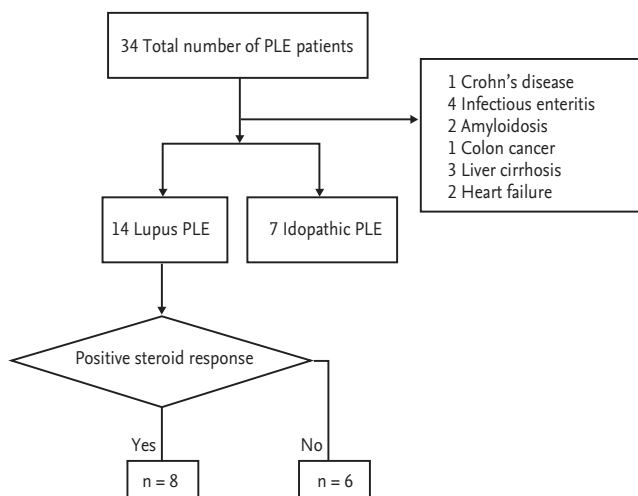 34 Total number of PLE patients
1 Crohn's disease
4 Infectious enteritis
2 Amyloidosis
1 Colon cancer
3 Liver cirrhosis
2 Heart failure
14 Lupus PLE
7 Idopathic PLE
Positive steroid response
Yes
No
n = 8
n = 6